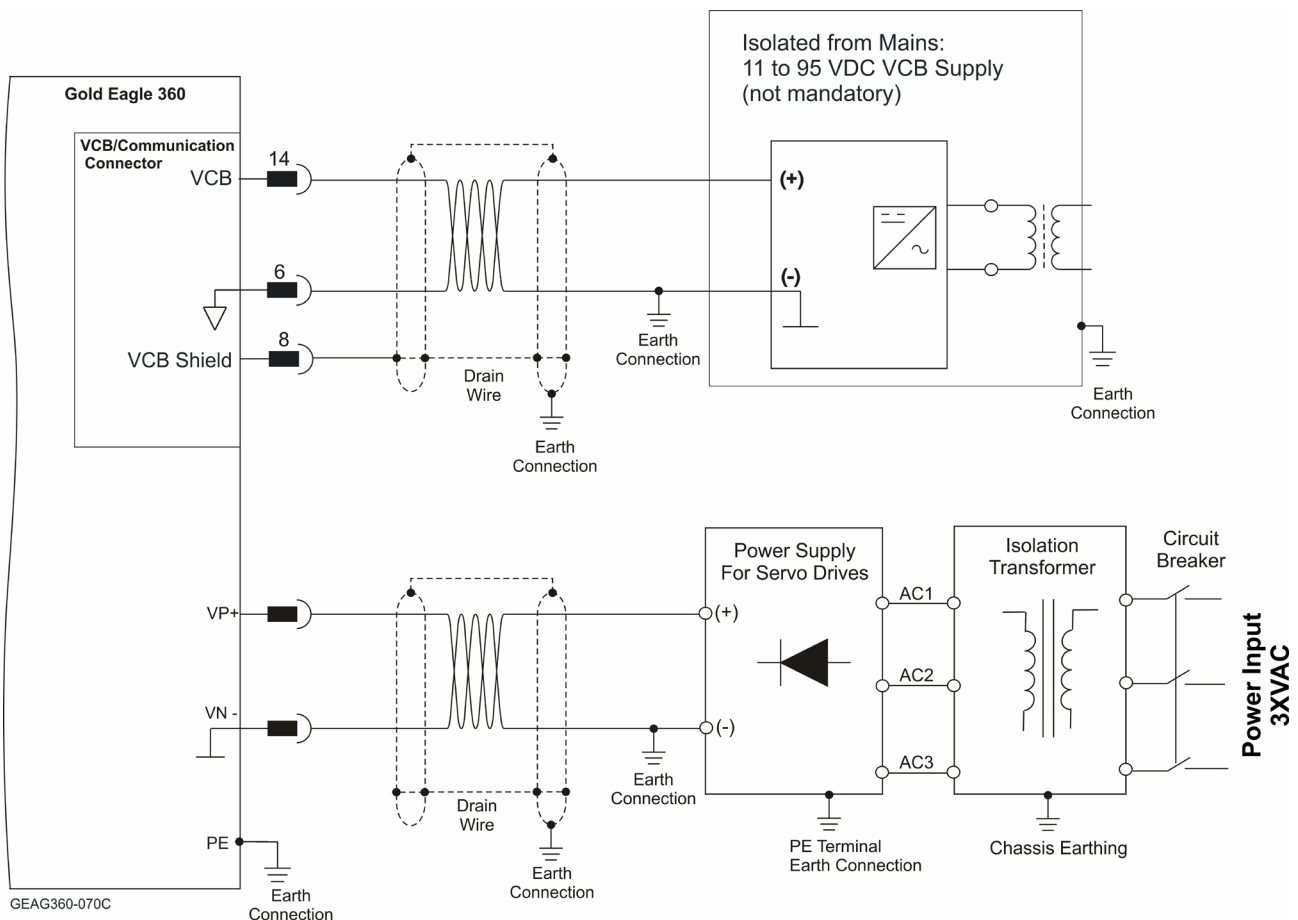 Isolated from Mains:
11 to 95 VDC VCB Supply
(not mandatory)
Gold Eagle 360
VCB/Communication
Connector
VCB
14
(+)
6
(-)
VCB Shield
8
Drain
Wire
Earth
Connection
Earth
Connection
Earth
Connection
VP+
Power Supply
For Servo Drives
(+)
AC1
Isolation
Transformer
Circuit
Breaker
AC2
VN -
(-)
AC3
Power Input
3XVAC
Drain
Wire
Earth
Connection
PE
Earth
Connection
Earth
Connection
PE Terminal
Earth Connection
Chassis Earthing
GEAG360-070C